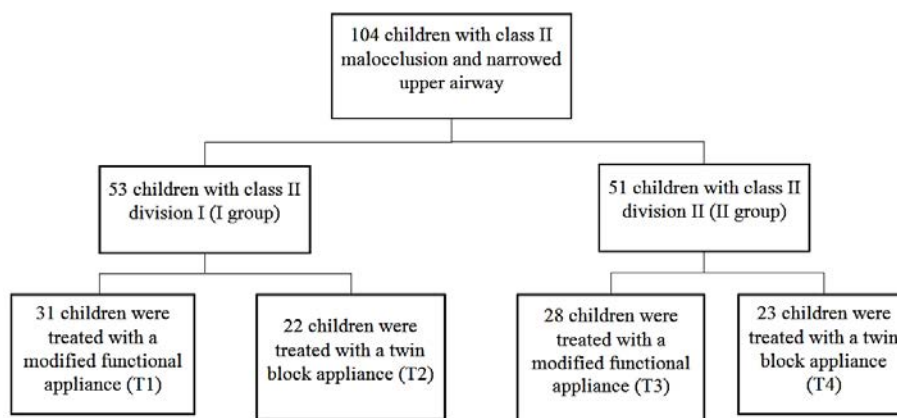 104 children with class II
malocclusion and narrowed
upper airway
53 children with class II
division I (I group)
51 children with class II
division II (II group)
31 children were
treated with a
modified functional
appliance (T1)
22 children were
treated with a twin
block appliance (T2)
28 children were
treated with a
modified functional
appliance (T3)
23 children were
treated with a twin
block appliance
(T4)